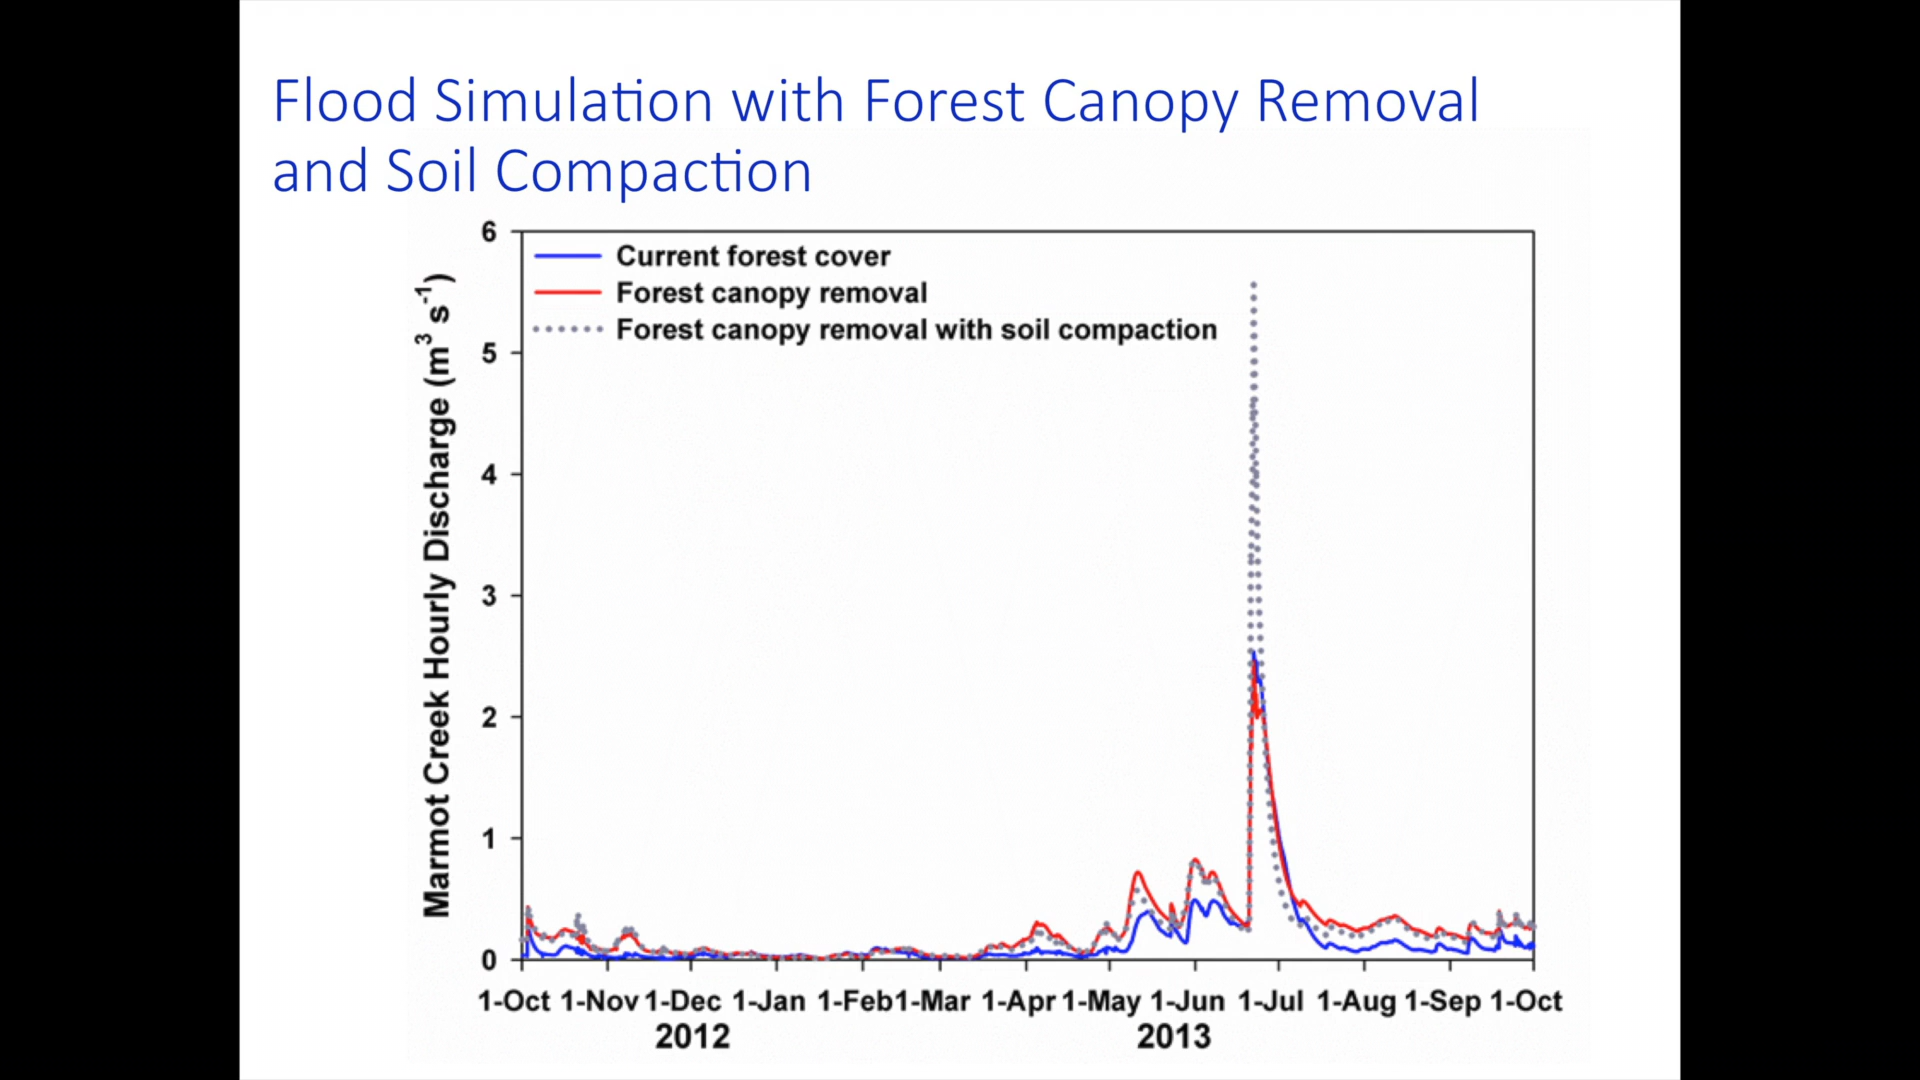 Flood Simulation with Forest Canopy Removal
and Soil Compaction
6
5
4
3
2
1
0
Marmot Creek Hourly Discharge (m³ s⁻¹)
Current forest cover
Forest canopy removal
Forest canopy removal with soil compaction
1-Oct 1-Nov 1-Dec 1-Jan 1-Feb 1-Mar 1-Apr 1-May 1-Jun 1-Jul 1-Aug 1-Sep 1-Oct
2012 2013